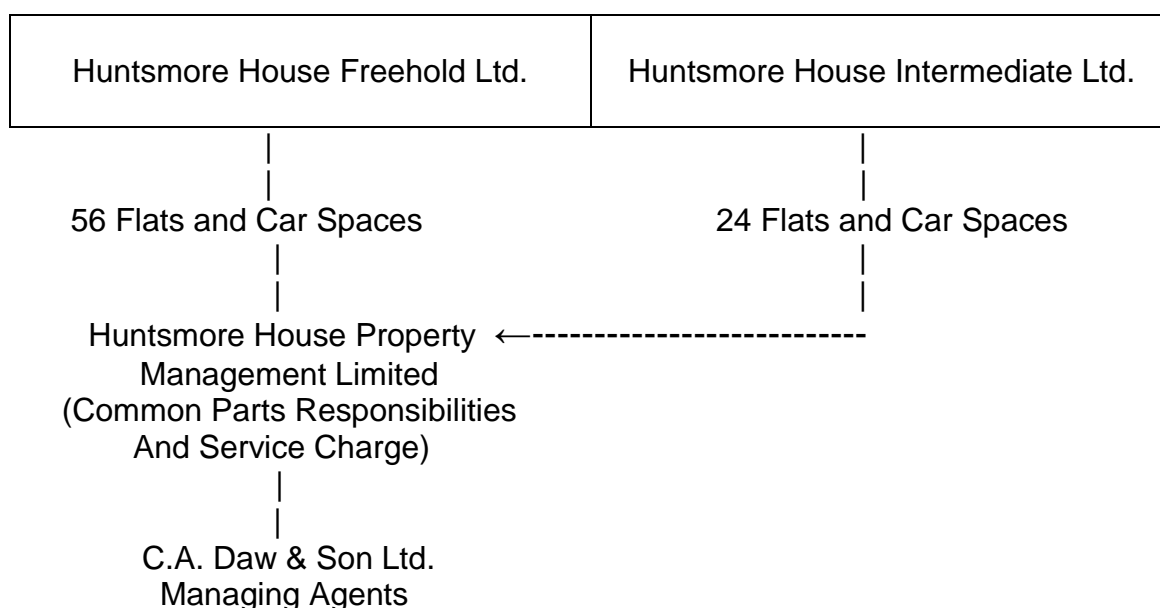 Huntsmore House Freehold Ltd. Huntsmore House Intermediate Ltd.
56 Flats and Car Spaces 24 Flats and Car Spaces
Huntsmore House Property
Management Limited
(Common Parts Responsibilities
And Service Charge)
C.A. Daw & Son Ltd.
Managing Agents